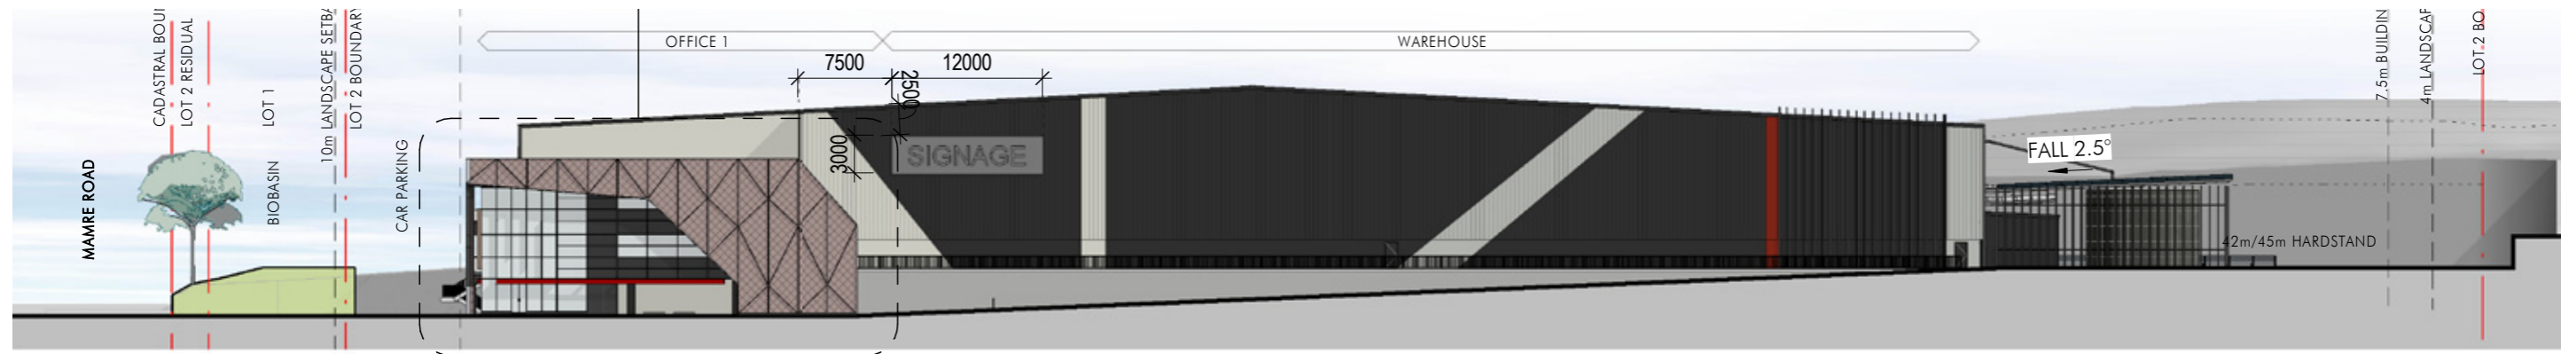 MAMRE ROAD
CADASTRAL BOU
LOT 2 RESIDUAL
LOT 1
BIOBASIN
10m LANDSCAPE SETBA
LOT 2 BOUNDARY
CAR PARKING
OFFICE 1
WAREHOUSE
7500
12000
2500
3000
SIGNAGE
FALL 2.5°
42m/45m HARDSTAND
7.5m BUILDIN
4m LANDSCAP
LOT 2 BO